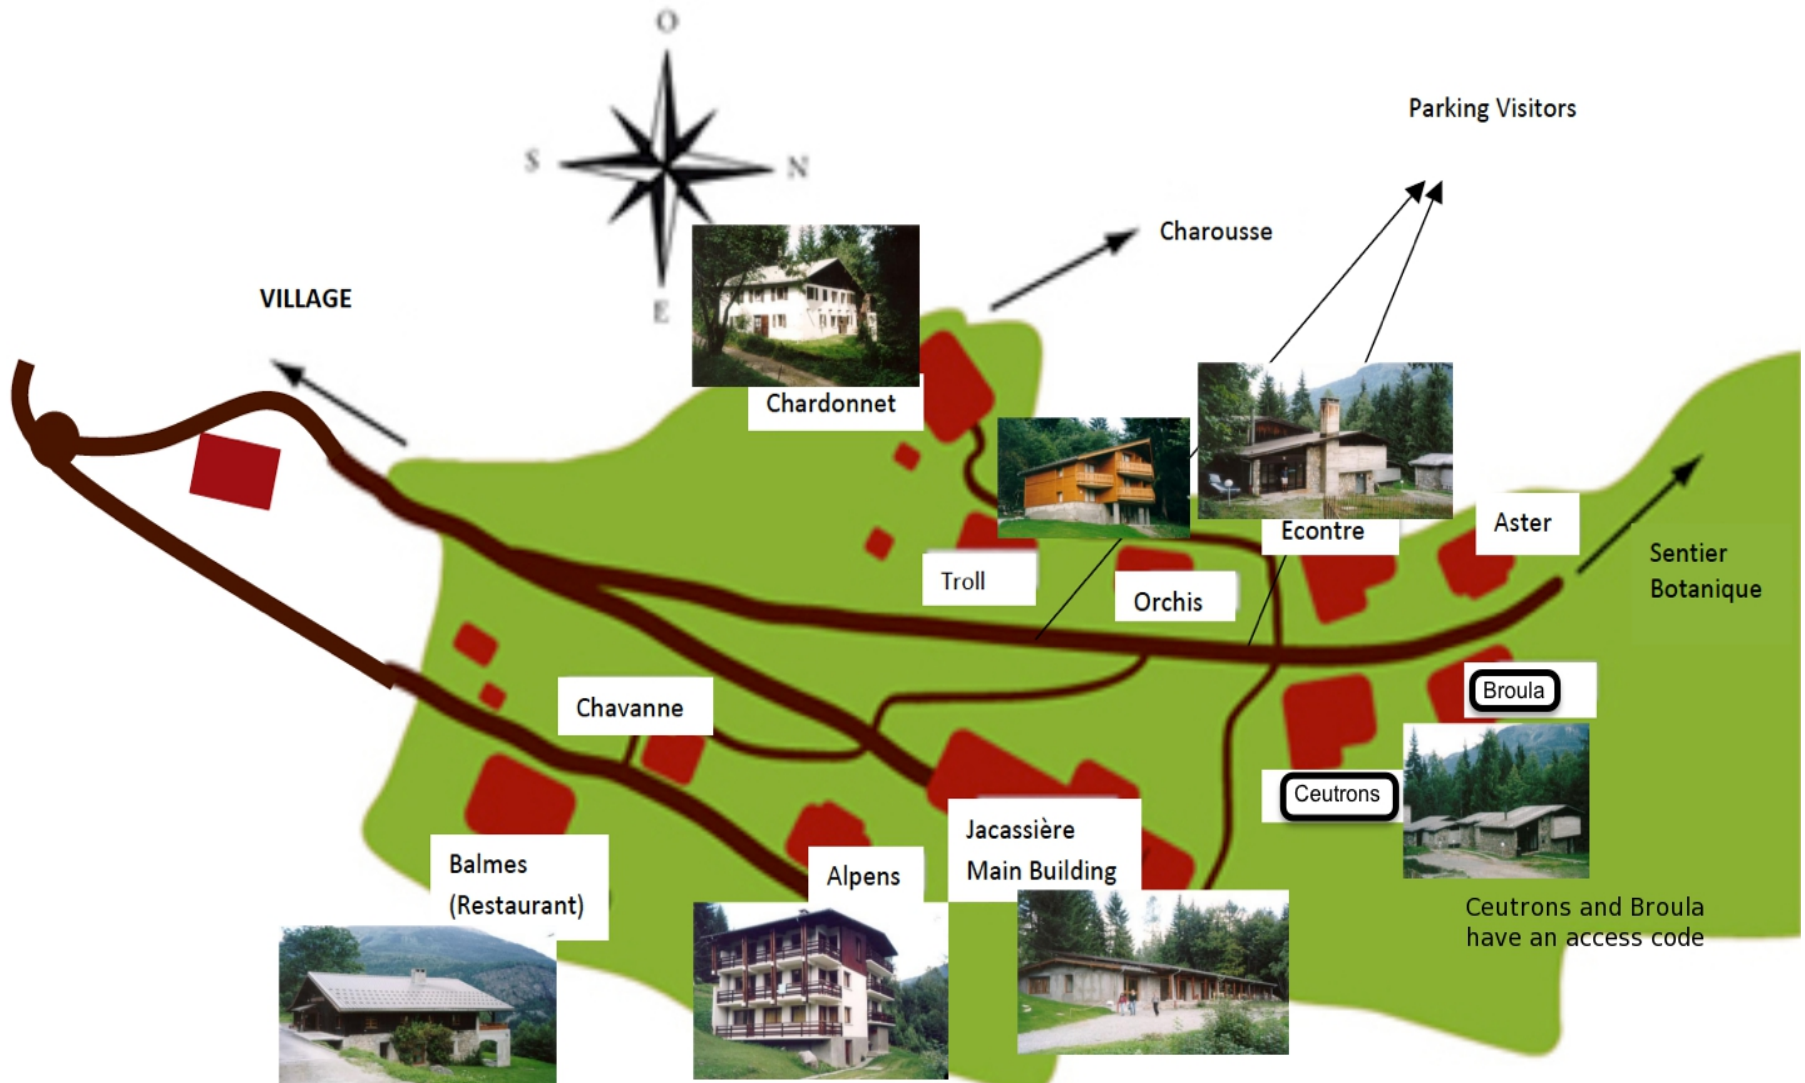 O
S
N
E
Parking Visitors
Charousse
VILLAGE
Chardonnet
Econtre
Aster
Sentier
Botanique
Troll
Orchis
Chavanne
Broula
Ceutrons
Jacassière
Main Building
Balmes
(Restaurant)
Alpens
Ceutrons and Broula
have an access code